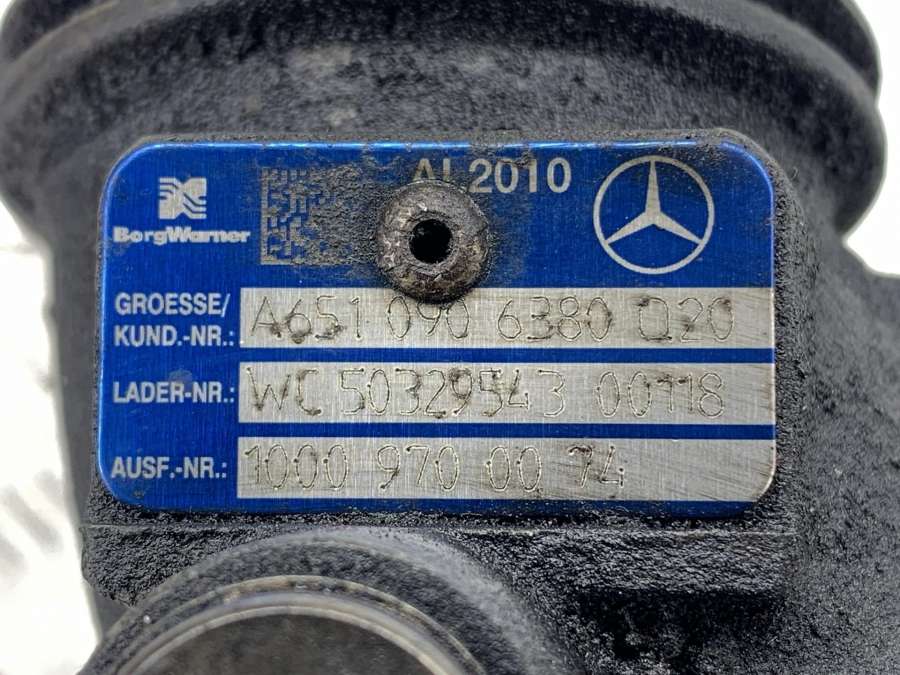 BorgWarner
AL2010
GROESSE/
KUND.-NR.: A651 090 6380 Q20
LADER-NR.: WC 50329543 00118
AUSF.-NR.: 1000 970 00 74